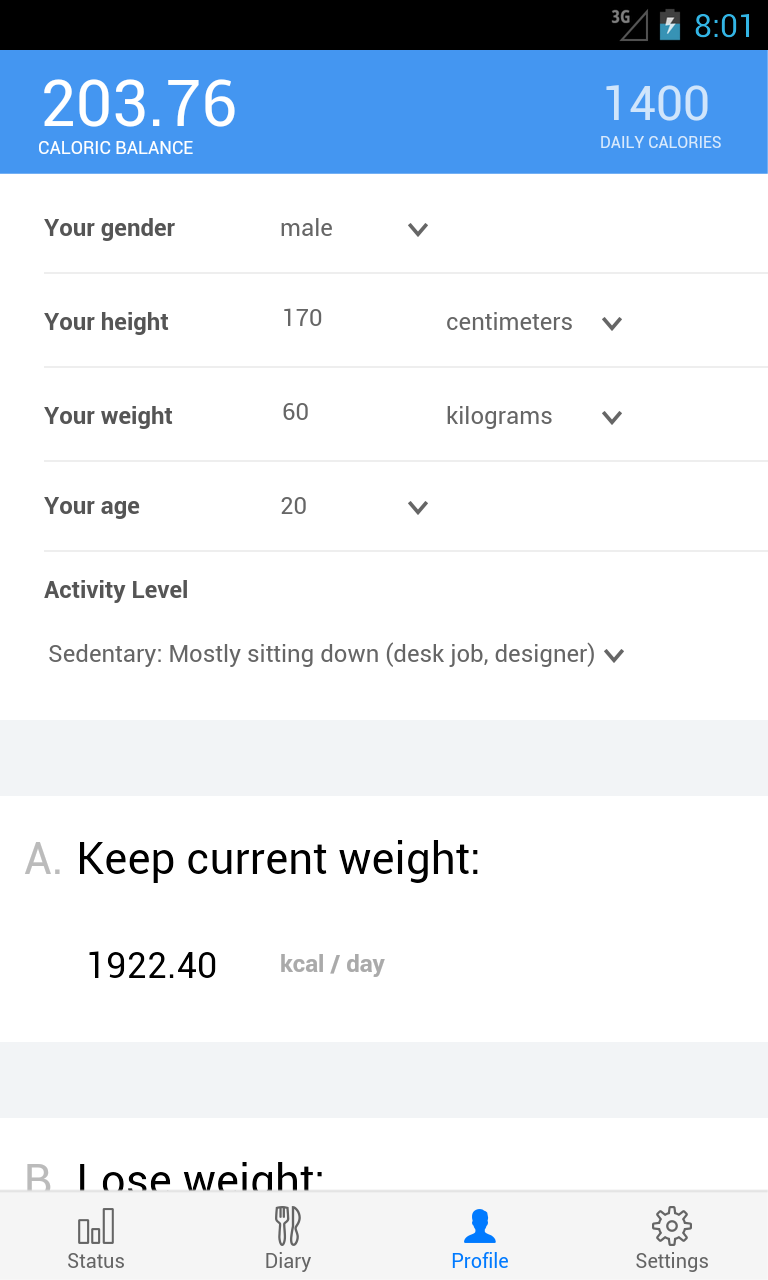 3G 8:01
203.76 1400
CALORIC BALANCE DAILY CALORIES
Your gender male
Your height 170 centimeters
Your weight 60 kilograms
Your age 20
Activity Level
Sedentary: Mostly sitting down (desk job, designer)
A. Keep current weight:
1922.40 kcal / day
B. Lose weight:
Status Diary Profile Settings